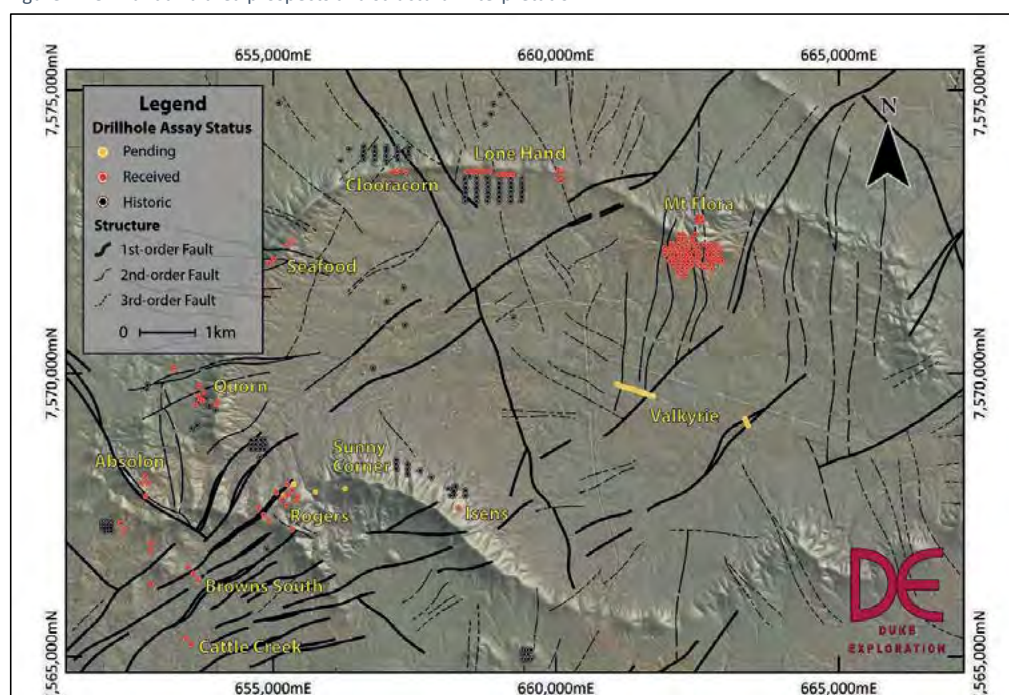 655,000mE
660,000mE
665,000mE
7,575,000mN
7,575,000mN
Legend
Drillhole Assay Status
Pending
Received
Historic
Structure
1st-order Fault
2nd-order Fault
3rd-order Fault
0
1km
N
Clooracorn
Lone Hand
Mt Flora
Seafood
7,570,000mN
7,570,000mN
Quorn
Valkyrie
Absolon
Sunny
Corner
Rogers
Isens
Browns South
Cattle Creek
DE
DUKE
EXPLORATION
,565,000mN
,565,000mN
655,000mE
660,000mE
665,000mE